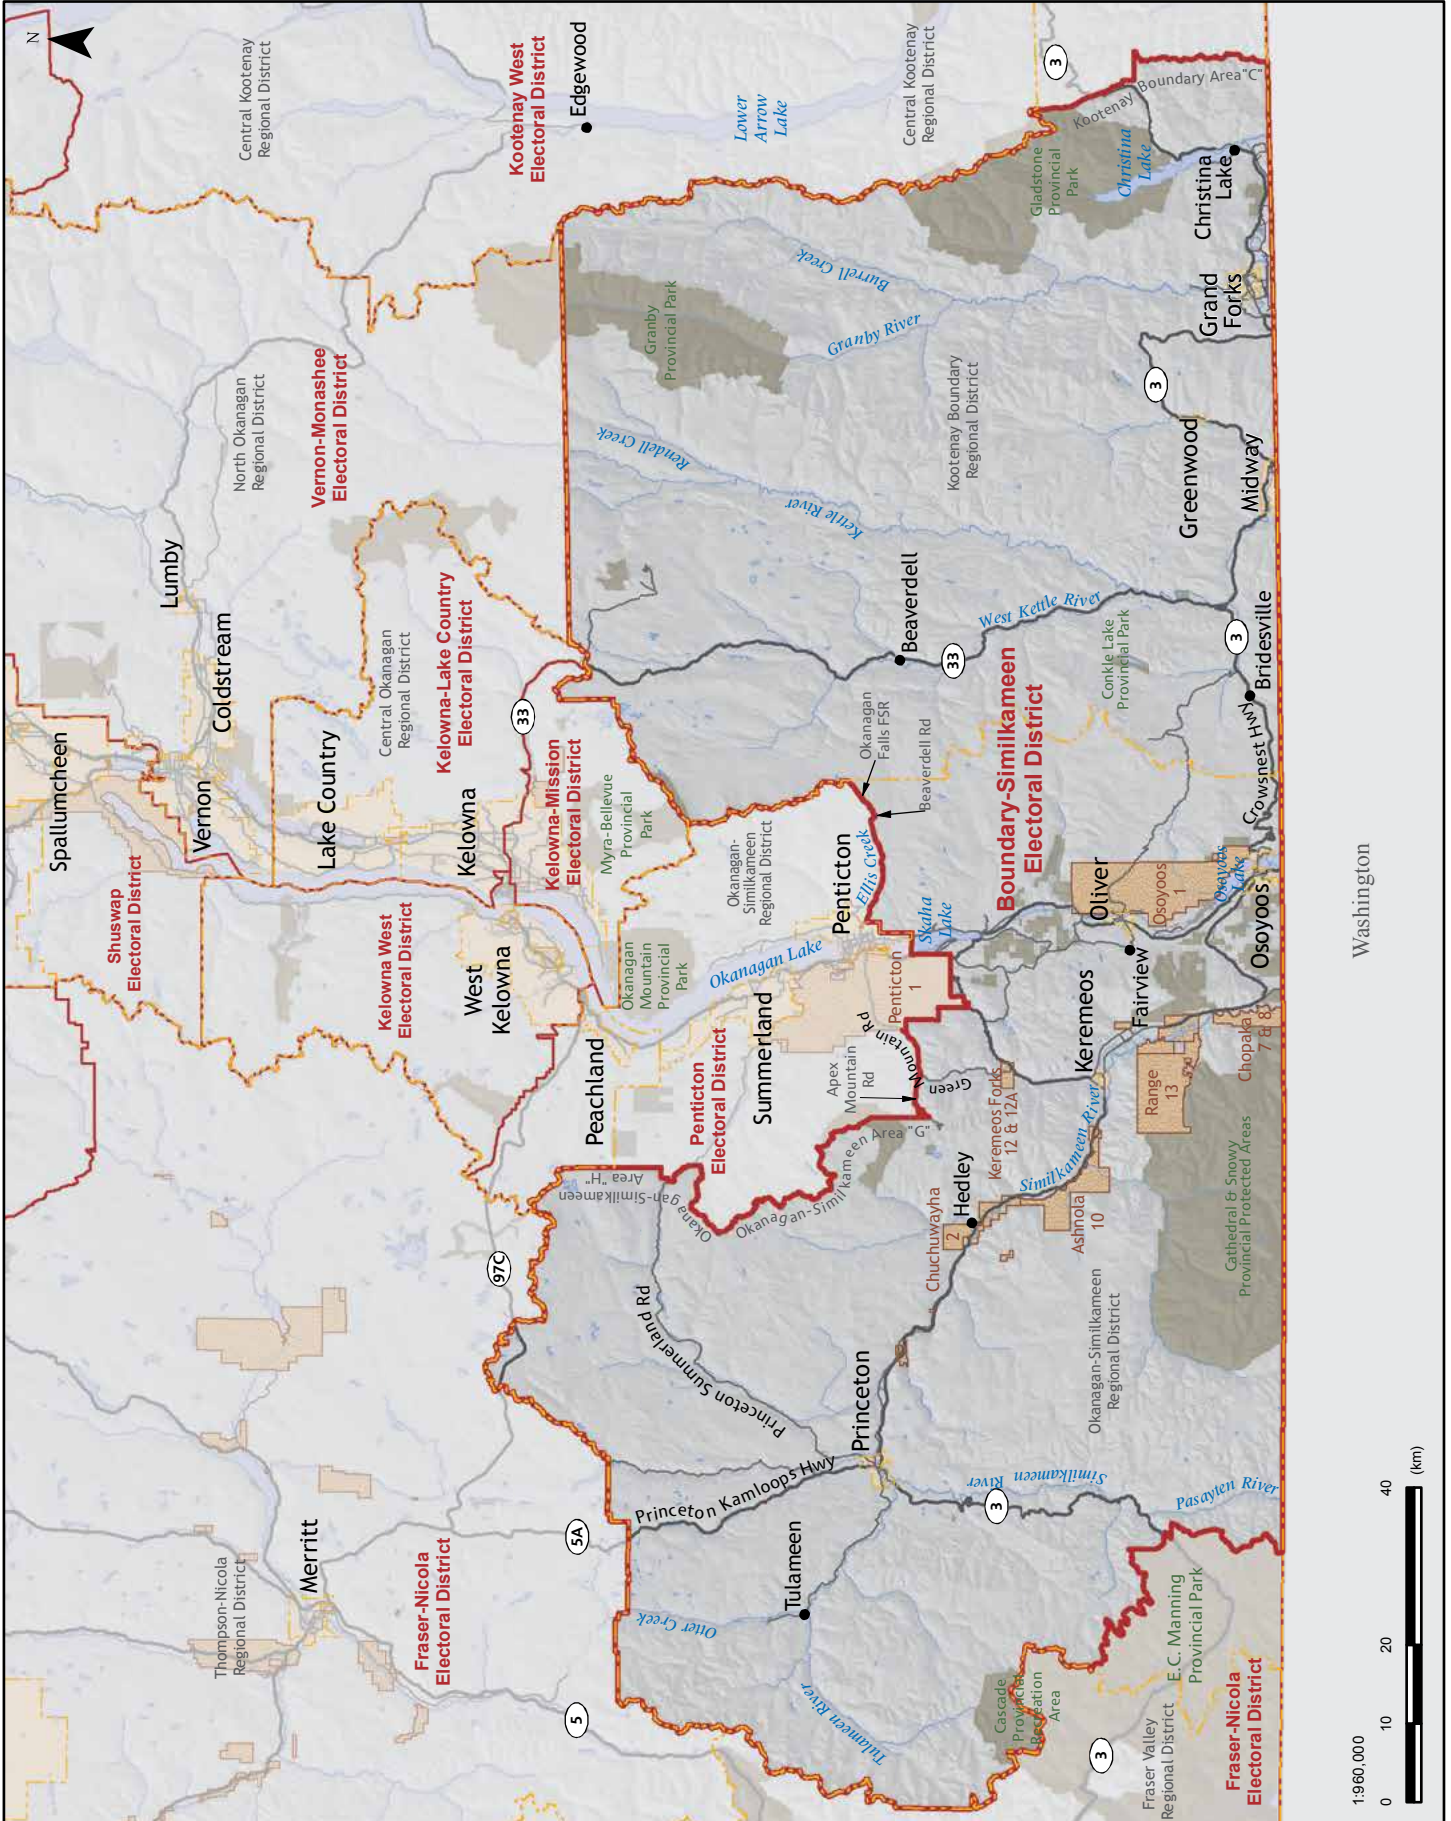 N
Spallumcheen
Shuswap
Electoral District
Vernon
Coldstream
Lumby
North Okanagan
Regional District
Central Kootenay
Regional District
Vernon-Monashee
Electoral District
Lake Country
Central Okanagan
Regional District
Kelowna-Lake Country
Electoral District
Kelowna West
Electoral District
West
Kelowna
Kelowna
33
Kelowna-Mission
Electoral District
Myra-Bellevue
Provincial
Park
Kootenay West
Electoral District
Edgewood
Lower
Arrow
Lake
Central Kootenay
Regional District
Thompson-Nicola
Regional District
Merritt
Fraser-Nicola
Electoral District
5
5A
97C
Peachland
Okanagan
Mountain
Provincial
Park
Okanagan Lake
Okanagan-
Similkameen
Regional District
Penticton
Electoral District
Summerland
Penticton
Ellis Creek
Penticton
1
Apex
Mountain
Rd
Green Mountain Rd
Okanagan-Similkameen
Area "H"
Okanagan-Similkameen Area "G"
Okanagan
Falls FSR
Beaverdell Rd
Skaha
Lake
Boundary-Similkameen
Electoral District
Granby
Provincial Park
Burrell Creek
Granby River
Rendell Creek
Kettle River
Kootenay Boundary
Regional District
Beaverdell
33
West Kettle River
Conkle Lake
Provincial Park
Gladstone
Provincial
Park
Christina
Lake
Kootenay Boundary Area"C"
3
Christina
Lake
Grand
Forks
3
Greenwood
Midway
3
Bridesville
Crowsnest Hwy
Oliver
Osoyoos
1
Osoyoos
Lake
Osoyoos
Fairview
Keremeos
Keremeos Forks
12 & 12A
Range
13
Chopaka
7 & 8
Similkameen River
Ashnola
10
Hedley
Chuchuwayha
2
Cathedral & Snowy
Provincial Protected Areas
Okanagan-Similkameen
Regional District
Princeton Summerland Rd
Princeton Kamloops Hwy
Princeton
Similkameen
River
3
Pasayten River
Otter Creek
Tulameen
Tulameen River
Cascade
Provincial
Recreation
Area
E.C. Manning
Provincial Park
3
Fraser Valley
Regional District
Fraser-Nicola
Electoral District
Washington
1:960,000
0 10 20 40
(km)